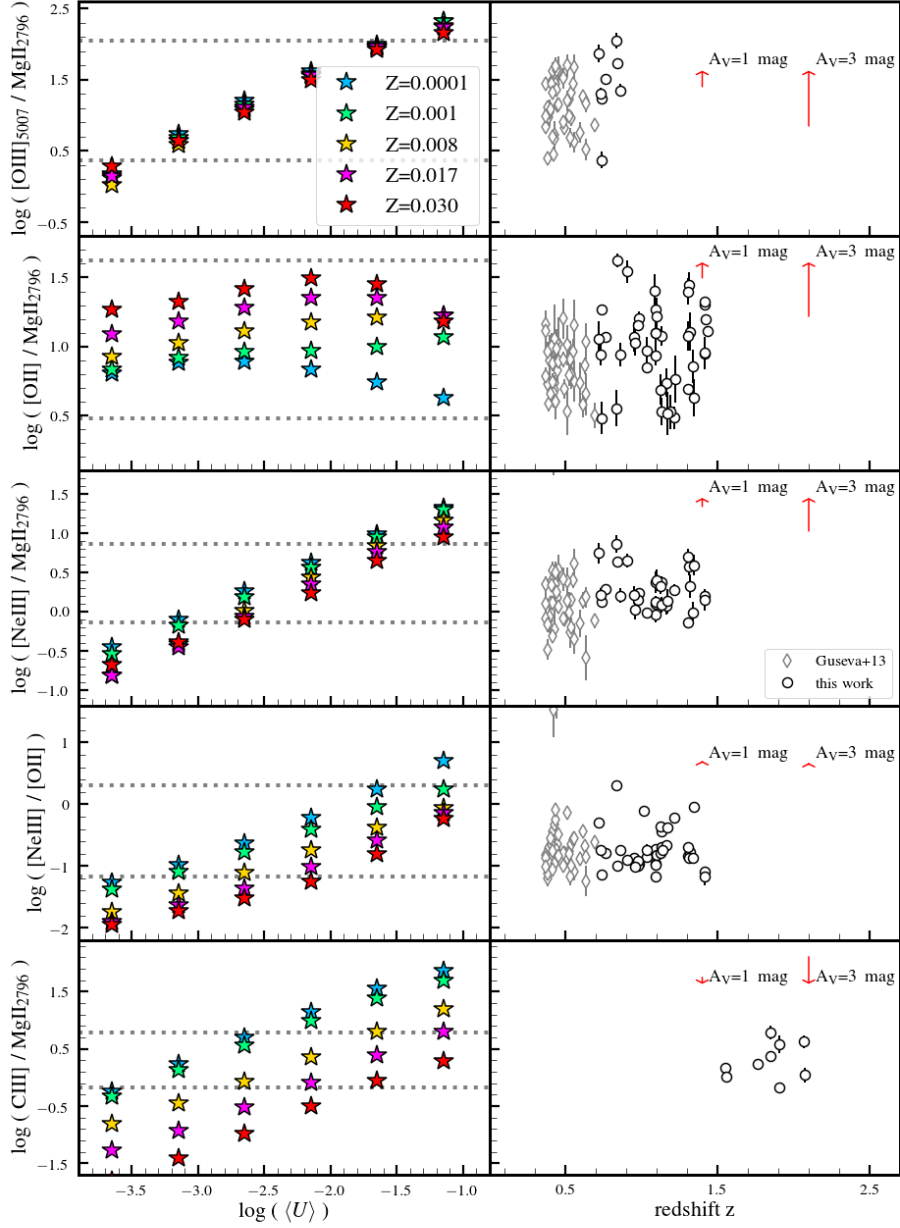 log ( [OIII]5007 / MgII2796 )
2.5
1.5
0.5
−0.5
Z=0.0001
Z=0.001
Z=0.008
Z=0.017
Z=0.030
AV=1 mag
AV=3 mag
log ( [OII] / MgII2796 )
1.5
1.0
0.5
AV=1 mag
AV=3 mag
log ( [NeIII] / MgII2796 )
1.5
1.0
0.5
0.0
−0.5
−1.0
AV=1 mag
AV=3 mag
Guseva+13
this work
log ( [NeIII] / [OII] )
1
0
−1
−2
AV=1 mag
AV=3 mag
log ( CIII] / MgII2796 )
1.5
0.5
−0.5
−1.5
AV=1 mag
AV=3 mag
−3.5 −3.0 −2.5 −2.0 −1.5 −1.0
log ( ⟨U⟩ )
0.5 1.5 2.5
redshift z